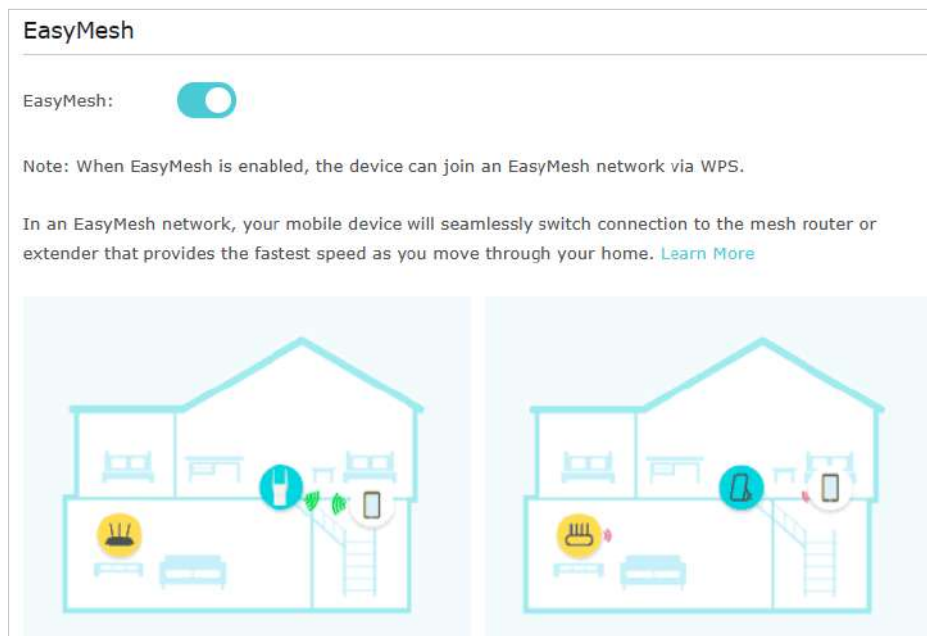 EasyMesh
EasyMesh:
Note: When EasyMesh is enabled, the device can join an EasyMesh network via WPS.
In an EasyMesh network, your mobile device will seamlessly switch connection to the mesh router or
extender that provides the fastest speed as you move through your home. Learn More